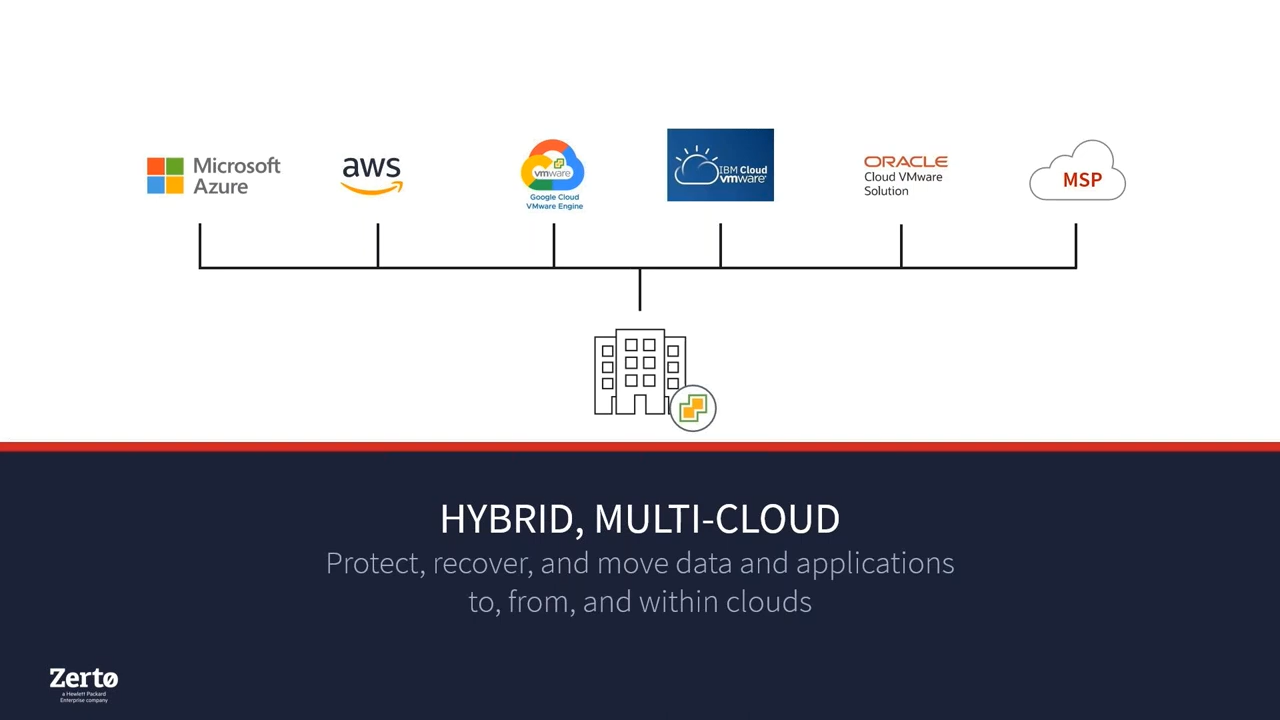 Microsoft
Azure
aws
vmware
Google Cloud
VMware Engine
IBM Cloud
vmware
ORACLE
Cloud VMware
Solution
MSP
HYBRID, MULTI-CLOUD
Protect, recover, and move data and applications
to, from, and within clouds
Zerto
a Hewlett Packard
Enterprise company